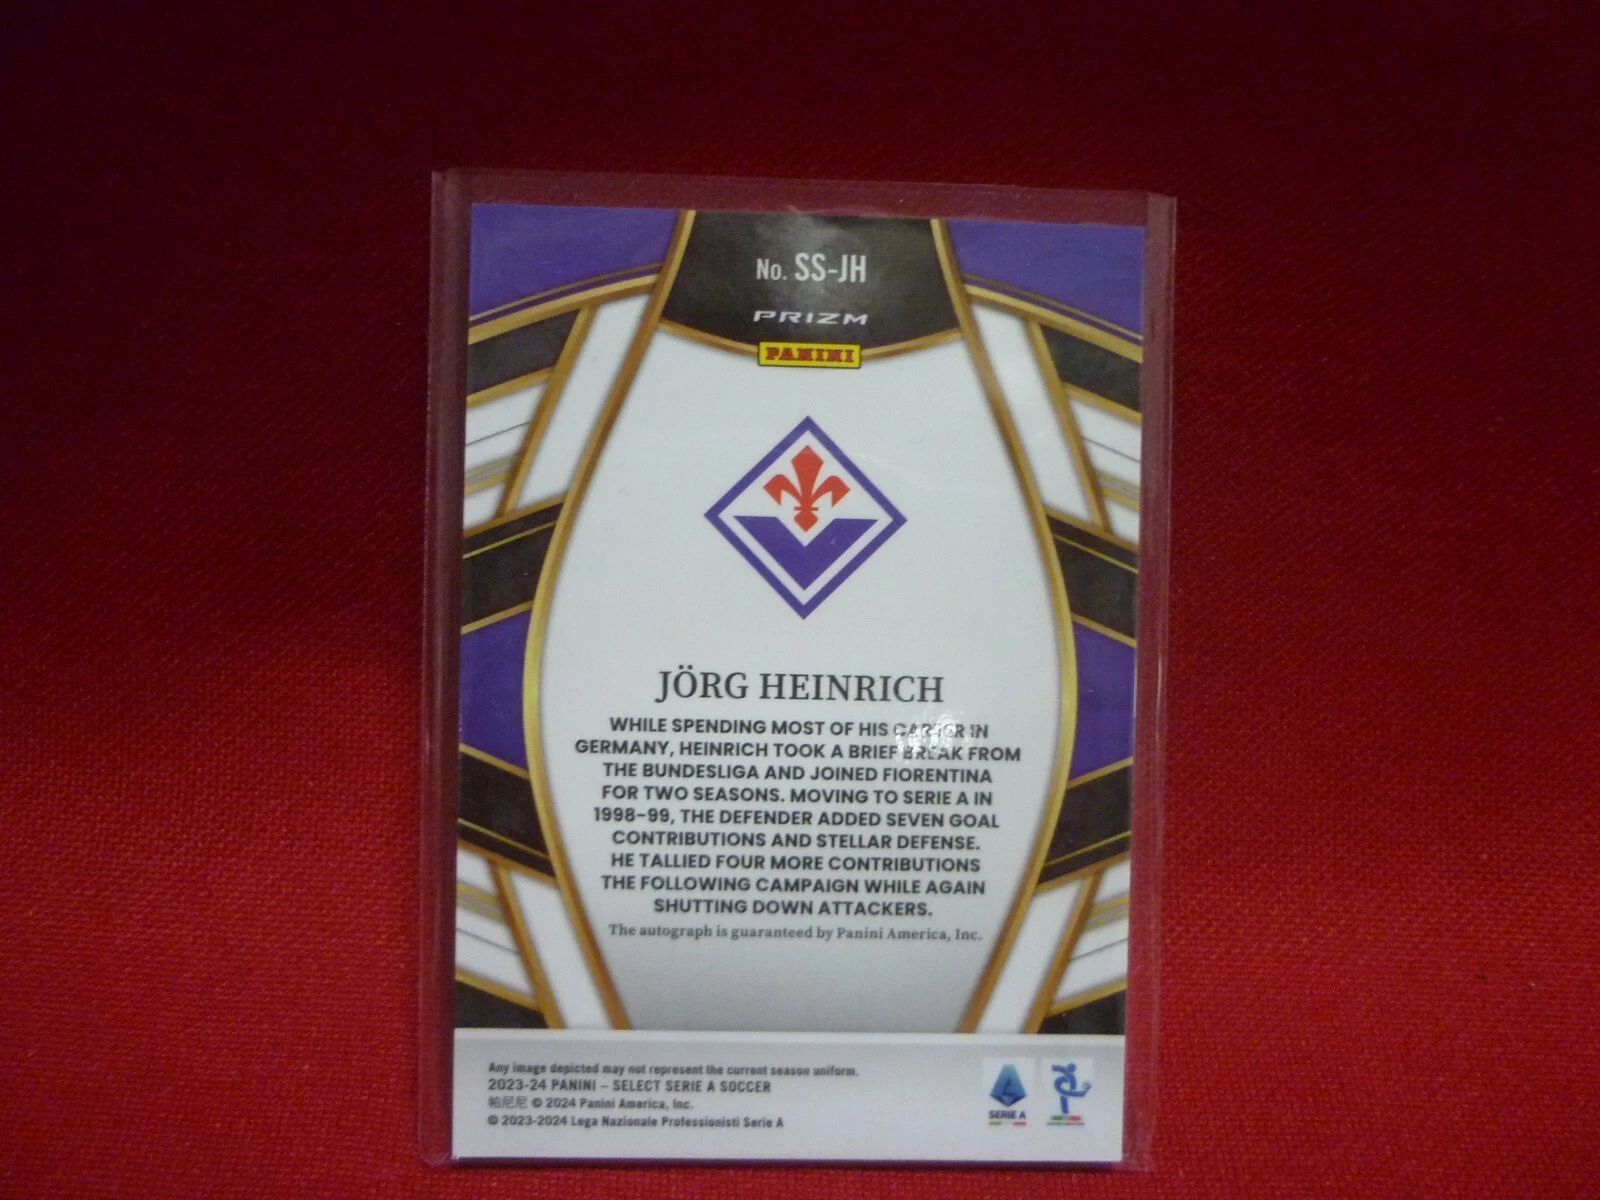 No. SS-JH
PRIZM
PANINI
JÖRG HEINRICH
WHILE SPENDING MOST OF HIS CAREER IN
GERMANY, HEINRICH TOOK A BRIEF BREAK FROM
THE BUNDESLIGA AND JOINED FIORENTINA
FOR TWO SEASONS. MOVING TO SERIE A IN
1998-99, THE DEFENDER ADDED SEVEN GOAL
CONTRIBUTIONS AND STELLAR DEFENSE.
HE TALLIED FOUR MORE CONTRIBUTIONS
THE FOLLOWING CAMPAIGN WHILE AGAIN
SHUTTING DOWN ATTACKERS.
The autograph is guaranteed by Panini America, Inc.
Any image depicted may not represent the current season uniform.
2023-24 PANINI – SELECT SERIE A SOCCER
帕尼尼 © 2024 Panini America, Inc.
© 2023-2024 Lega Nazionale Professionisti Serie A
SERIE A